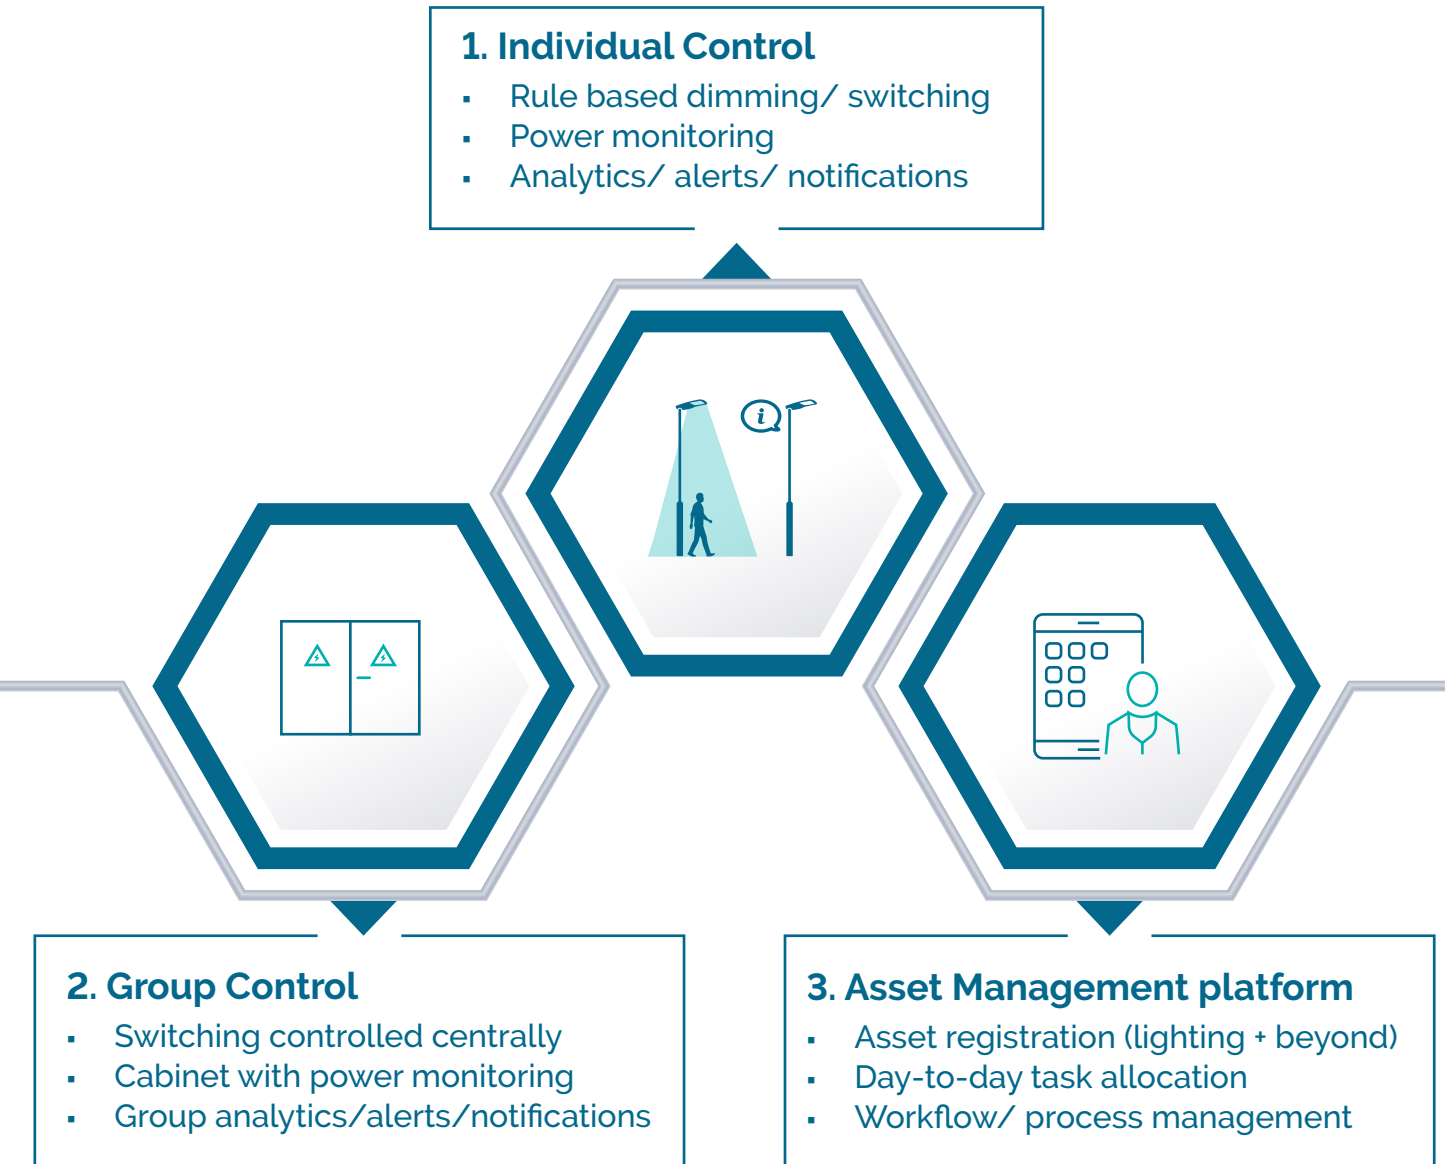 1. Individual Control
▪ Rule based dimming/ switching
▪ Power monitoring
▪ Analytics/ alerts/ notifications
i
2. Group Control
▪ Switching controlled centrally
▪ Cabinet with power monitoring
▪ Group analytics/alerts/notifications
3. Asset Management platform
▪ Asset registration (lighting + beyond)
▪ Day-to-day task allocation
▪ Workflow/ process management